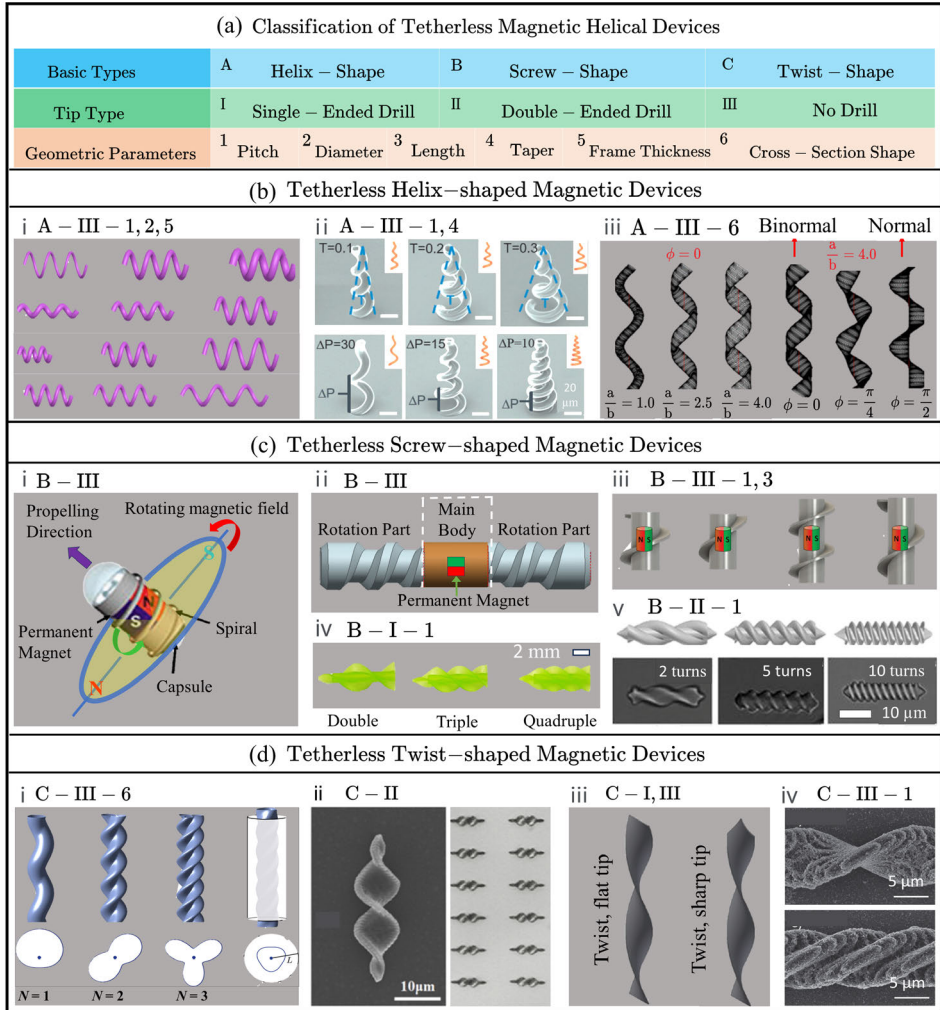 (a) Classification of Tetherless Magnetic Helical Devices
Basic Types A Helix – Shape B Screw – Shape C Twist – Shape
Tip Type I Single – Ended Drill II Double – Ended Drill III No Drill
Geometric Parameters 1 Pitch 2 Diameter 3 Length 4 Taper 5 Frame Thickness 6 Cross – Section Shape
(b) Tetherless Helix–shaped Magnetic Devices
i A – III – 1, 2, 5
ii A – III – 1, 4
T=0.1 T=0.2 T=0.3
ΔP=30 ΔP=15 ΔP=10
ΔP ΔP ΔP
20
μm
iii A – III – 6 Binormal Normal
ϕ = 0 a/b = 4.0
a/b = 1.0 a/b = 2.5 a/b = 4.0 ϕ = 0 ϕ = π/4 ϕ = π/2
(c) Tetherless Screw–shaped Magnetic Devices
i B – III
Propelling
Direction
Rotating magnetic field
S
N
S
Permanent
Magnet
Spiral
Capsule
N
ii B – III
Main
Body
Rotation Part Rotation Part
Permanent Magnet
iii B – III – 1, 3
N S N S N S N S
iv B – I – 1
2 mm
Double Triple Quadruple
v B – II – 1
2 turns 5 turns 10 turns
10 μm
(d) Tetherless Twist–shaped Magnetic Devices
i C – III – 6
L
N = 1 N = 2 N = 3
ii C – II
10μm
iii C – I, III
Twist, flat tip
Twist, sharp tip
iv C – III – 1
5 μm
5 μm